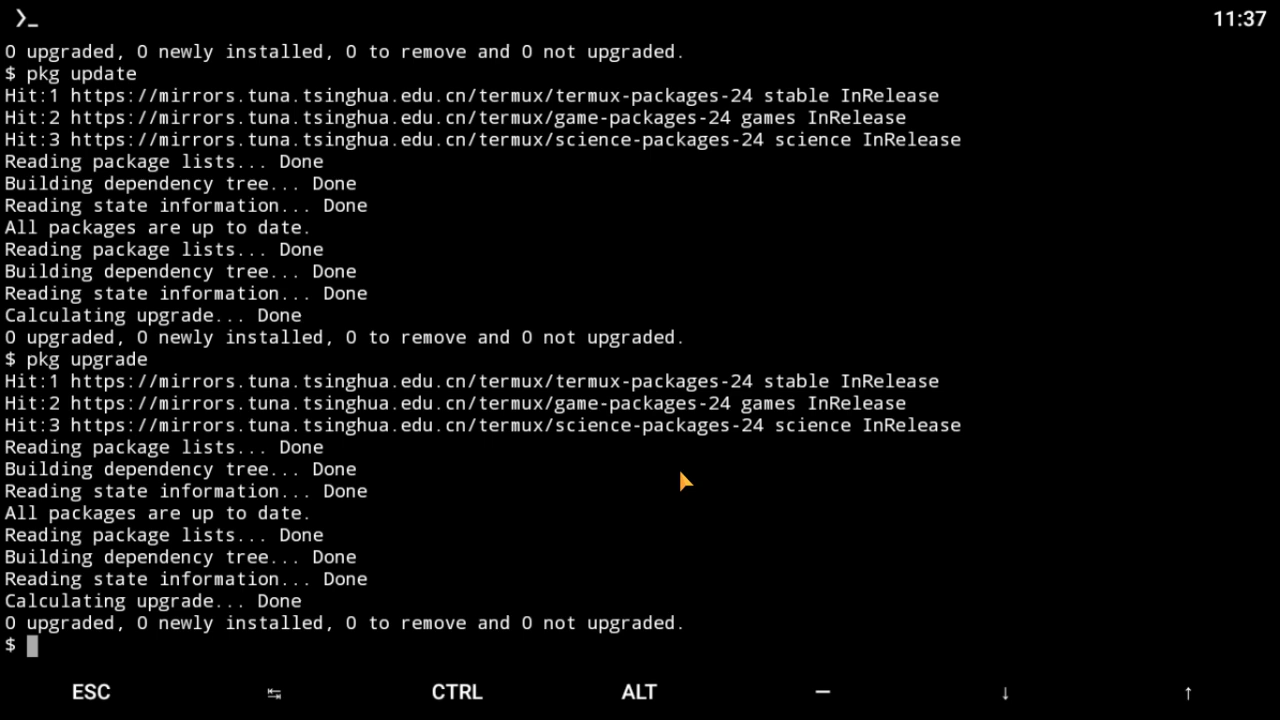 ❯_ 11:37
0 upgraded, 0 newly installed, 0 to remove and 0 not upgraded.
$ pkg update
Hit:1 https://mirrors.tuna.tsinghua.edu.cn/termux/termux-packages-24 stable InRelease
Hit:2 https://mirrors.tuna.tsinghua.edu.cn/termux/game-packages-24 games InRelease
Hit:3 https://mirrors.tuna.tsinghua.edu.cn/termux/science-packages-24 science InRelease
Reading package lists... Done
Building dependency tree... Done
Reading state information... Done
All packages are up to date.
Reading package lists... Done
Building dependency tree... Done
Reading state information... Done
Calculating upgrade... Done
0 upgraded, 0 newly installed, 0 to remove and 0 not upgraded.
$ pkg upgrade
Hit:1 https://mirrors.tuna.tsinghua.edu.cn/termux/termux-packages-24 stable InRelease
Hit:2 https://mirrors.tuna.tsinghua.edu.cn/termux/game-packages-24 games InRelease
Hit:3 https://mirrors.tuna.tsinghua.edu.cn/termux/science-packages-24 science InRelease
Reading package lists... Done
Building dependency tree... Done
Reading state information... Done
All packages are up to date.
Reading package lists... Done
Building dependency tree... Done
Reading state information... Done
Calculating upgrade... Done
0 upgraded, 0 newly installed, 0 to remove and 0 not upgraded.
$
ESC ↹ CTRL ALT — ↓ ↑